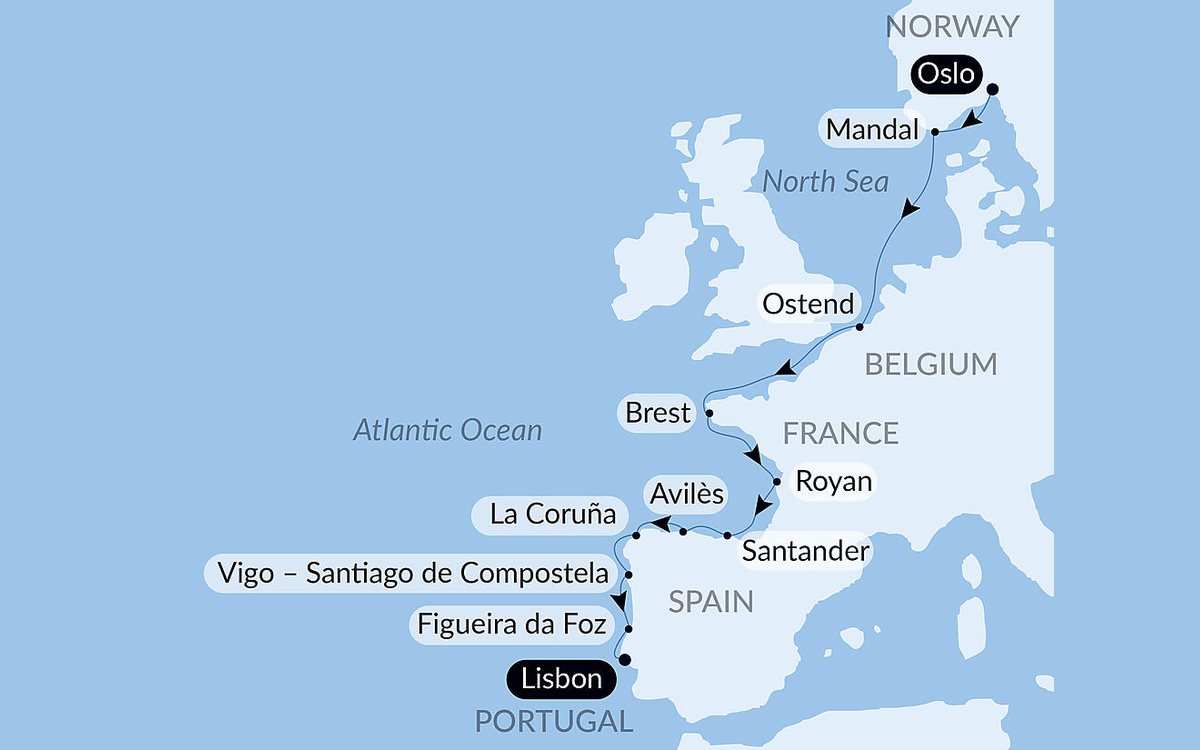 NORWAY
Oslo
Mandal
North Sea
Ostend
BELGIUM
Brest
Atlantic Ocean
FRANCE
Royan
Avilès
La Coruña
Santander
Vigo – Santiago de Compostela
SPAIN
Figueira da Foz
Lisbon
PORTUGAL